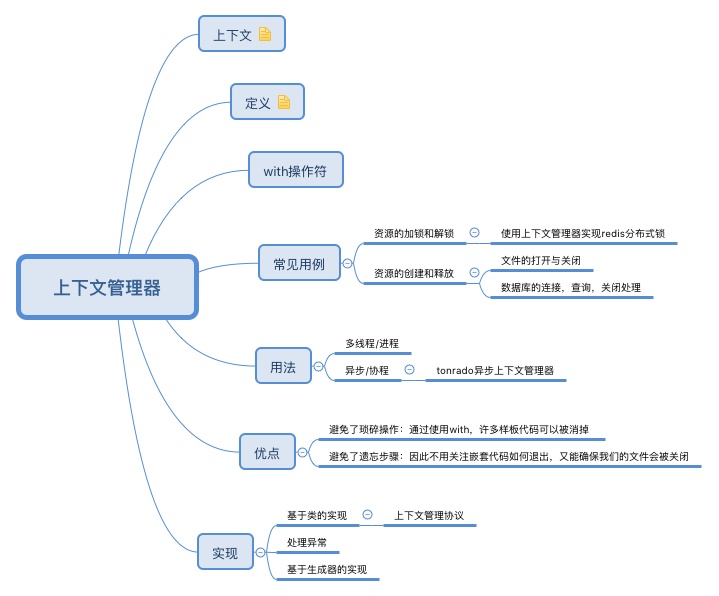 上下文管理器
上下文
定义
with操作符
常见用例
资源的加锁和解锁
使用上下文管理器实现redis分布式锁
资源的创建和释放
文件的打开与关闭
数据库的连接，查询，关闭处理
用法
多线程/进程
异步/协程
tonrado异步上下文管理器
优点
避免了琐碎操作：通过使用with，许多样板代码可以被消掉
避免了遗忘步骤：因此不用关注嵌套代码如何退出，又能确保我们的文件会被关闭
实现
基于类的实现
上下文管理协议
处理异常
基于生成器的实现